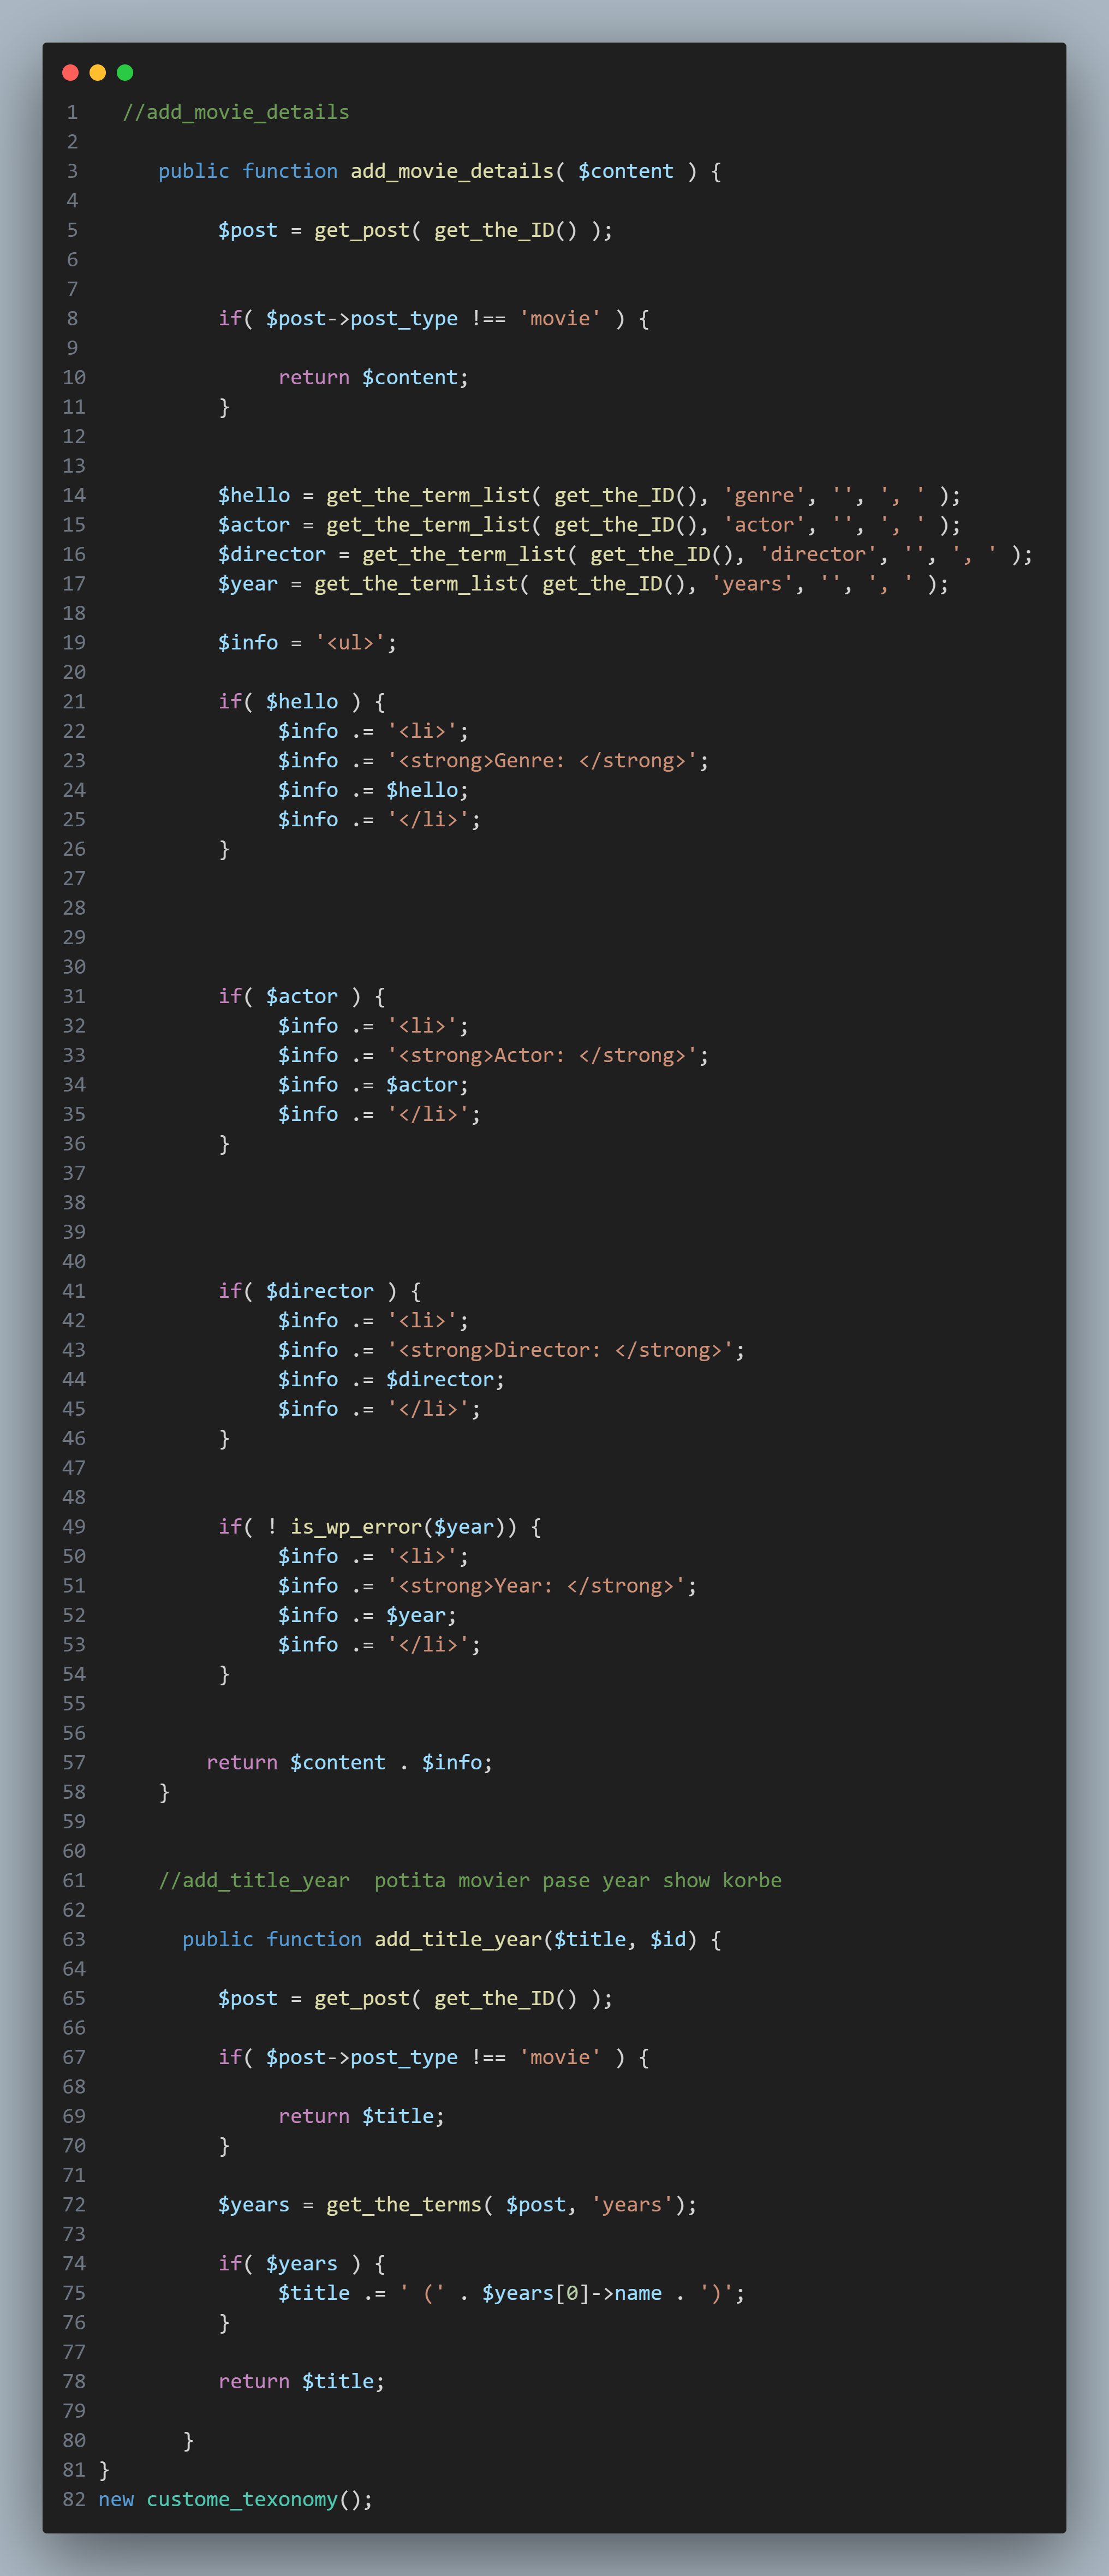 1 //add_movie_details
2
3 public function add_movie_details( $content ) {
4
5 $post = get_post( get_the_ID() );
6
7
8 if( $post->post_type !== 'movie' ) {
9
10 return $content;
11 }
12
13
14 $hello = get_the_term_list( get_the_ID(), 'genre', '', ', ' );
15 $actor = get_the_term_list( get_the_ID(), 'actor', '', ', ' );
16 $director = get_the_term_list( get_the_ID(), 'director', '', ', ' );
17 $year = get_the_term_list( get_the_ID(), 'years', '', ', ' );
18
19 $info = '<ul>';
20
21 if( $hello ) {
22 $info .= '<li>';
23 $info .= '<strong>Genre: </strong>';
24 $info .= $hello;
25 $info .= '</li>';
26 }
27
28
29
30
31 if( $actor ) {
32 $info .= '<li>';
33 $info .= '<strong>Actor: </strong>';
34 $info .= $actor;
35 $info .= '</li>';
36 }
37
38
39
40
41 if( $director ) {
42 $info .= '<li>';
43 $info .= '<strong>Director: </strong>';
44 $info .= $director;
45 $info .= '</li>';
46 }
47
48
49 if( ! is_wp_error($year)) {
50 $info .= '<li>';
51 $info .= '<strong>Year: </strong>';
52 $info .= $year;
53 $info .= '</li>';
54 }
55
56
57 return $content . $info;
58 }
59
60
61 //add_title_year  potita movier pase year show korbe
62
63 public function add_title_year($title, $id) {
64
65 $post = get_post( get_the_ID() );
66
67 if( $post->post_type !== 'movie' ) {
68
69 return $title;
70 }
71
72 $years = get_the_terms( $post, 'years');
73
74 if( $years ) {
75 $title .= ' (' . $years[0]->name . ')';
76 }
77
78 return $title;
79
80 }
81 }
82 new custome_texonomy();